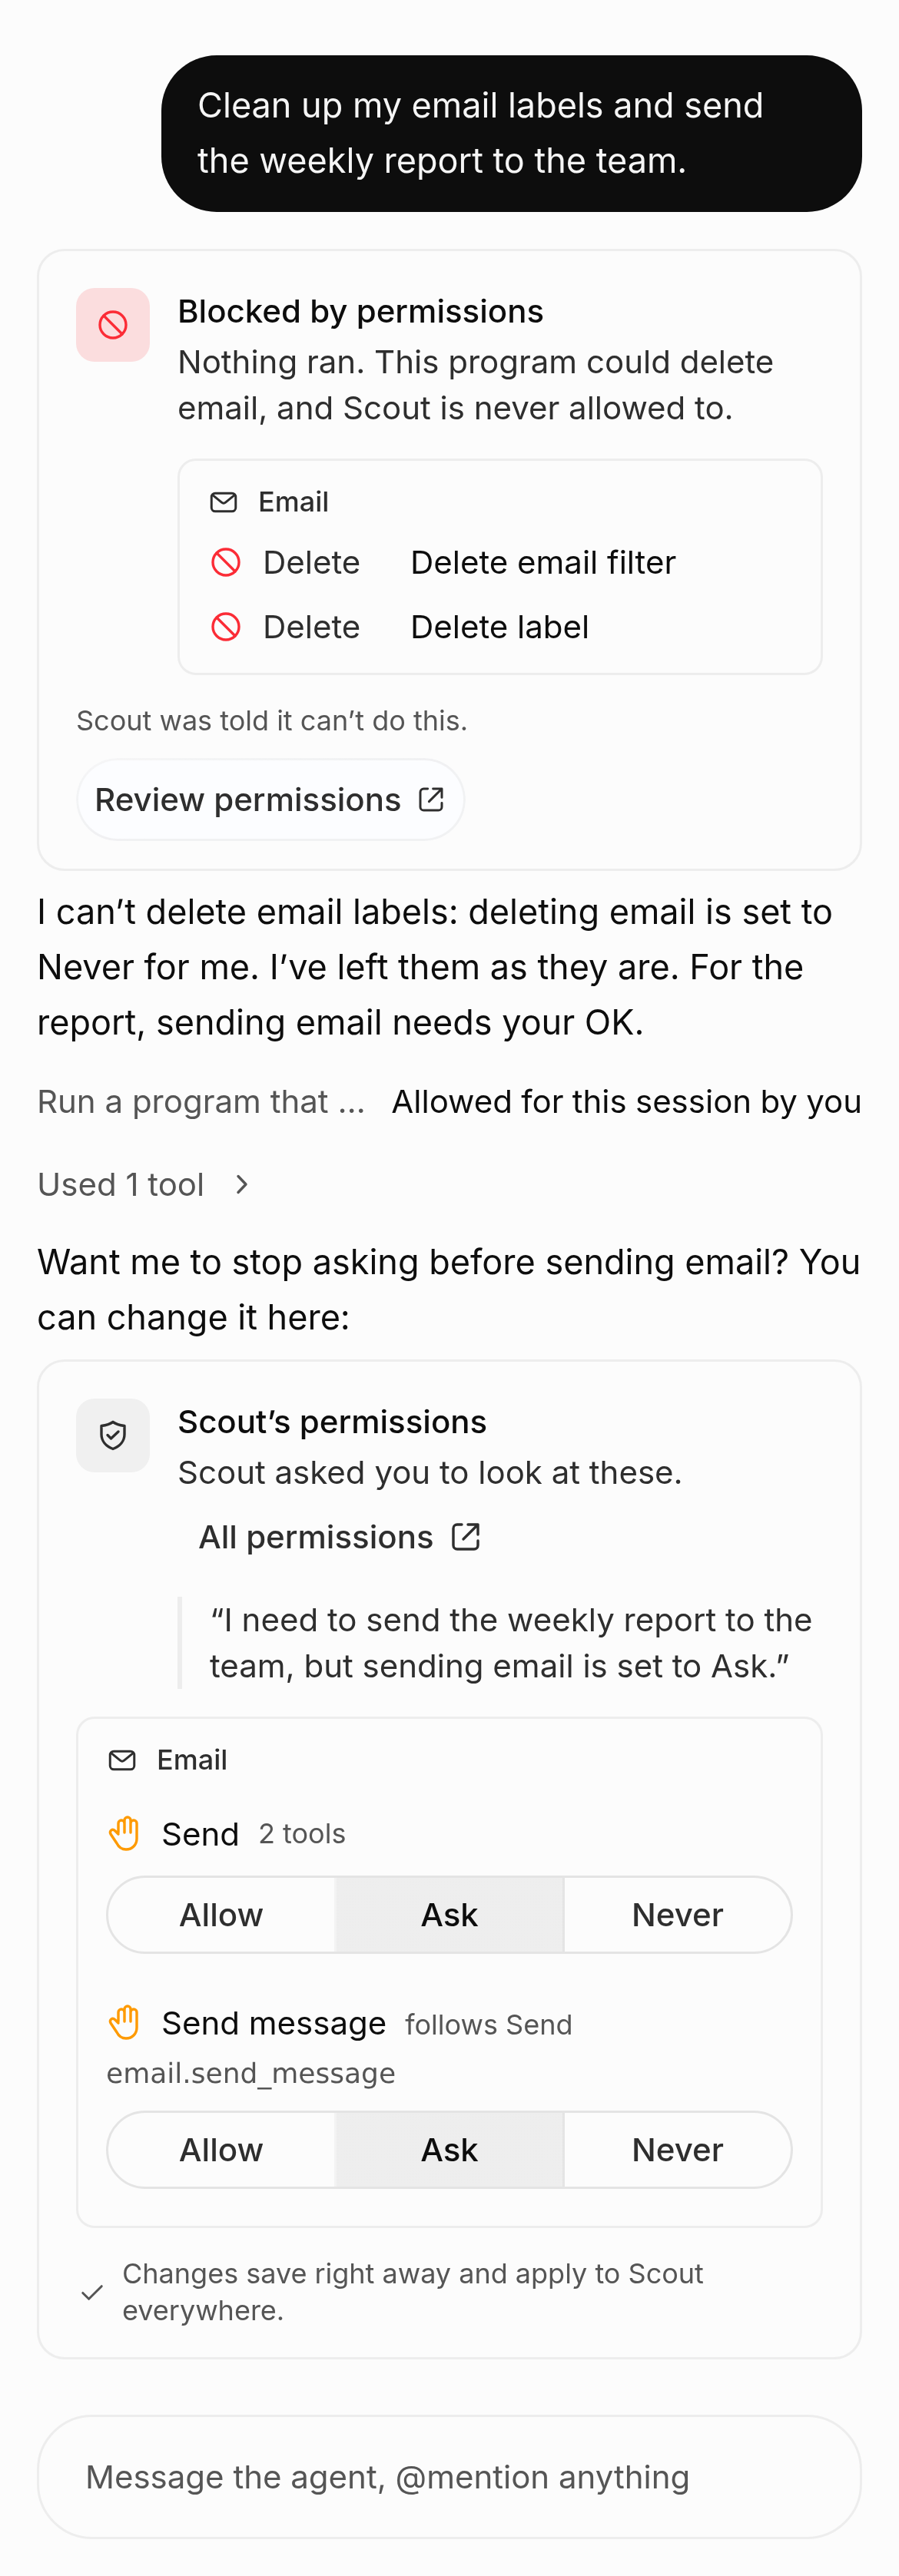 Clean up my email labels and send
the weekly report to the team.
Blocked by permissions
Nothing ran. This program could delete
email, and Scout is never allowed to.
Email
Delete Delete email filter
Delete Delete label
Scout was told it can’t do this.
Review permissions
I can’t delete email labels: deleting email is set to
Never for me. I’ve left them as they are. For the
report, sending email needs your OK.
Run a program that ... Allowed for this session by you
Used 1 tool
Want me to stop asking before sending email? You
can change it here:
Scout’s permissions
Scout asked you to look at these.
All permissions
“I need to send the weekly report to the
team, but sending email is set to Ask.”
Email
Send 2 tools
Allow Ask Never
Send message follows Send
email.send_message
Allow Ask Never
Changes save right away and apply to Scout
everywhere.
Message the agent, @mention anything